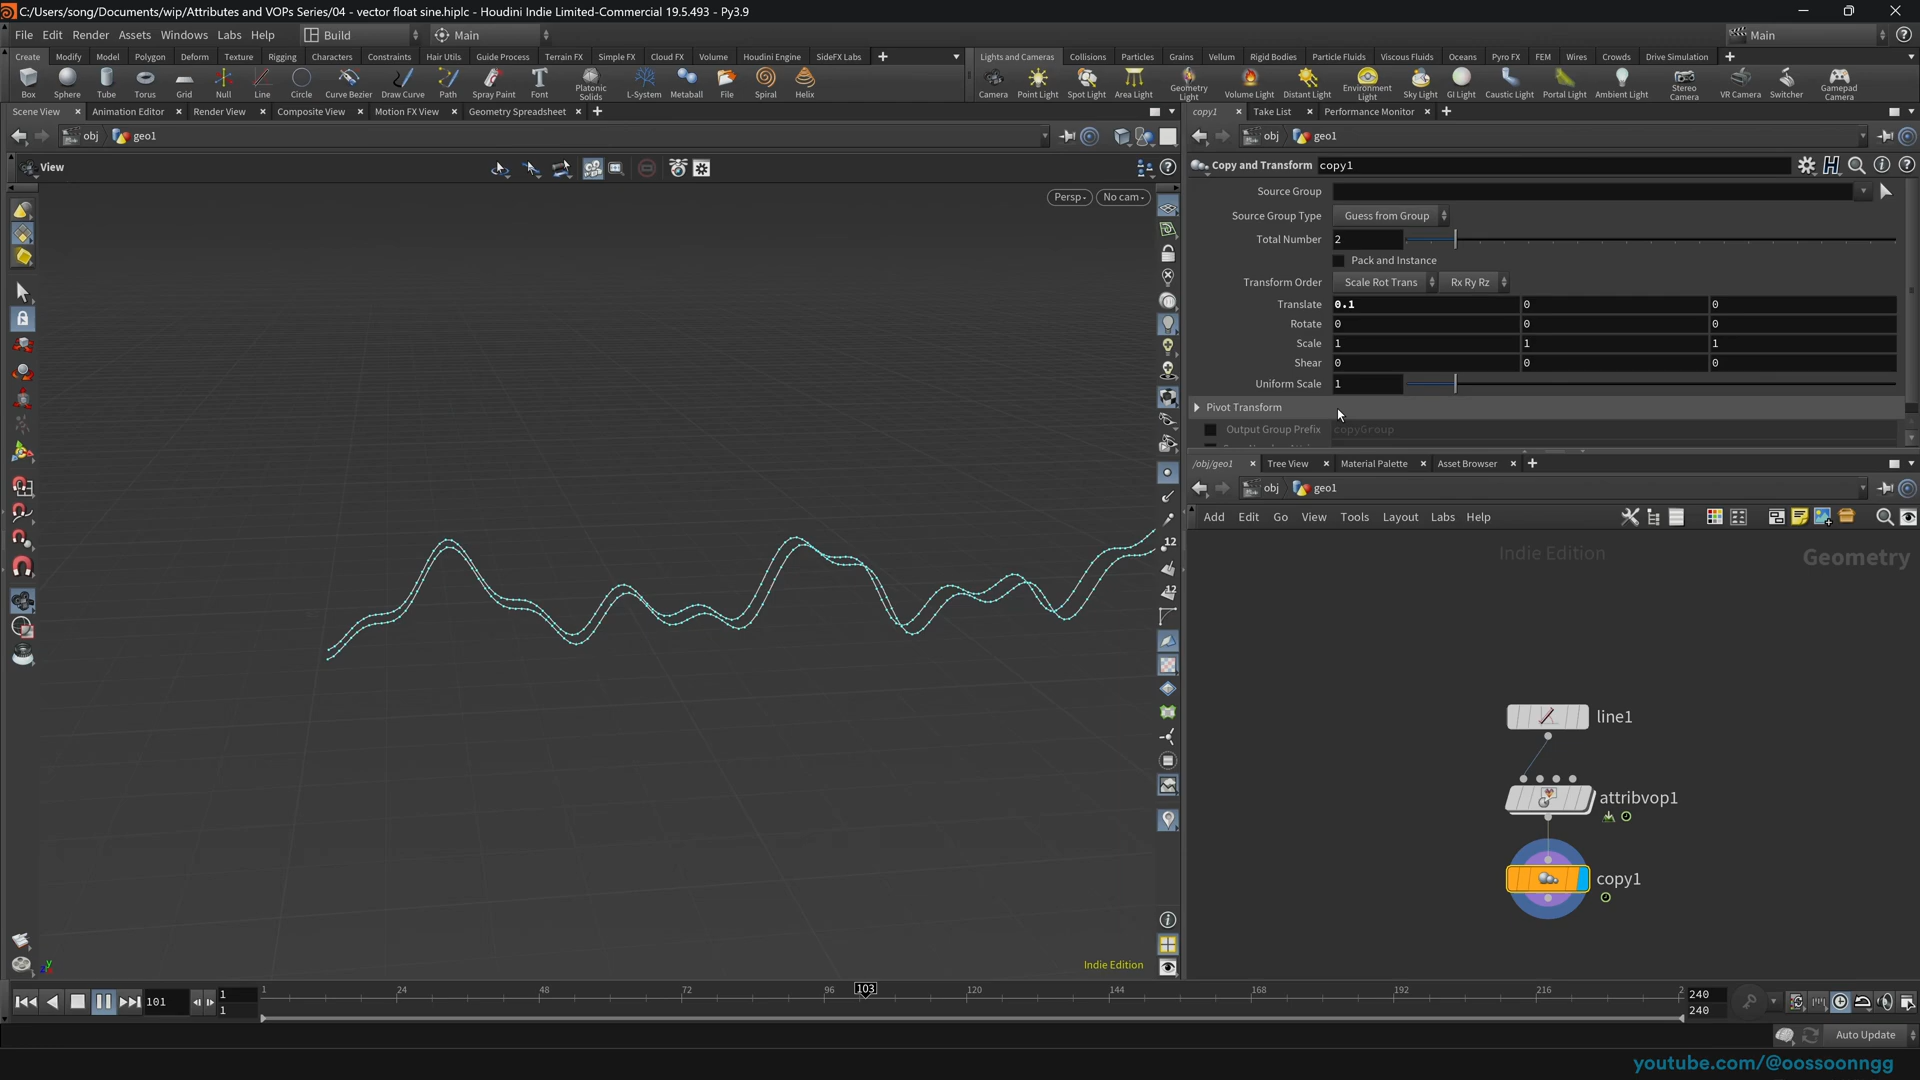 C:/Users/song/Documents/wip/Attributes and VOPs Series/04 - vector float sine.hiplc - Houdini Indie Limited-Commercial 19.5.493 - Py3.9
File Edit Render Assets Windows Labs Help Build Main Main
Create Modify Model Polygon Deform Texture Rigging Characters Constraints Hair Utils Guide Process Terrain FX Simple FX Cloud FX Volume Houdini Engine SideFX Labs
Lights and Cameras Collisions Particles Grains Vellum Rigid Bodies Particle Fluids Viscous Fluids Oceans Pyro FX FEM Wires Crowds Drive Simulation
Box Sphere Tube Torus Grid Null Line Circle Curve Bezier Draw Curve Path Spray Paint Font Platonic Solids L-System Metaball File Spiral Helix
Camera Point Light Spot Light Area Light Geometry Light Volume Light Distant Light Environment Light Sky Light GI Light Caustic Light Portal Light Ambient Light Stereo Camera VR Camera Switcher Gamepad Camera
Scene View Animation Editor Render View Composite View Motion FX View Geometry Spreadsheet
copy1 Take List Performance Monitor
obj geo1
obj geo1
View
Persp No cam
Copy and Transform copy1
Source Group
Source Group Type Guess from Group
Total Number 2
Pack and Instance
Transform Order Scale Rot Trans Rx Ry Rz
Translate 0.1 0 0
Rotate 0 0 0
Scale 1 1 1
Shear 0 0 0
Uniform Scale 1
Pivot Transform
Output Group Prefix copyGroup
/obj/geo1 Tree View Material Palette Asset Browser
obj geo1
Add Edit Go View Tools Layout Labs Help
Indie Edition
Geometry
12
12
line1
attribvop1
copy1
Indie Edition
101 1 1 24 48 72 96 103 120 144 168 192 216 2 240
1 240
Auto Update
youtube.com/@oossoonngg